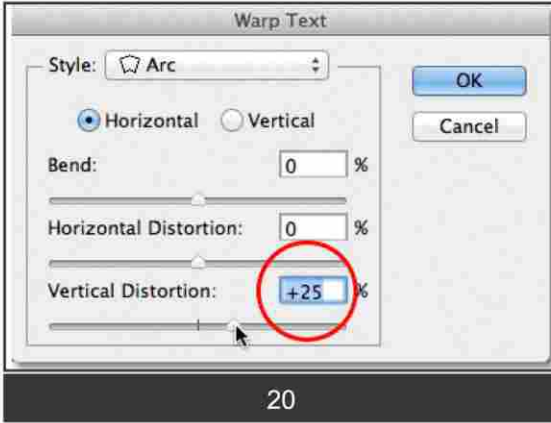 Warp Text
Style: Arc
OK
Horizontal Vertical
Cancel
Bend: 0 %
Horizontal Distortion: 0 %
Vertical Distortion: +25 %
20